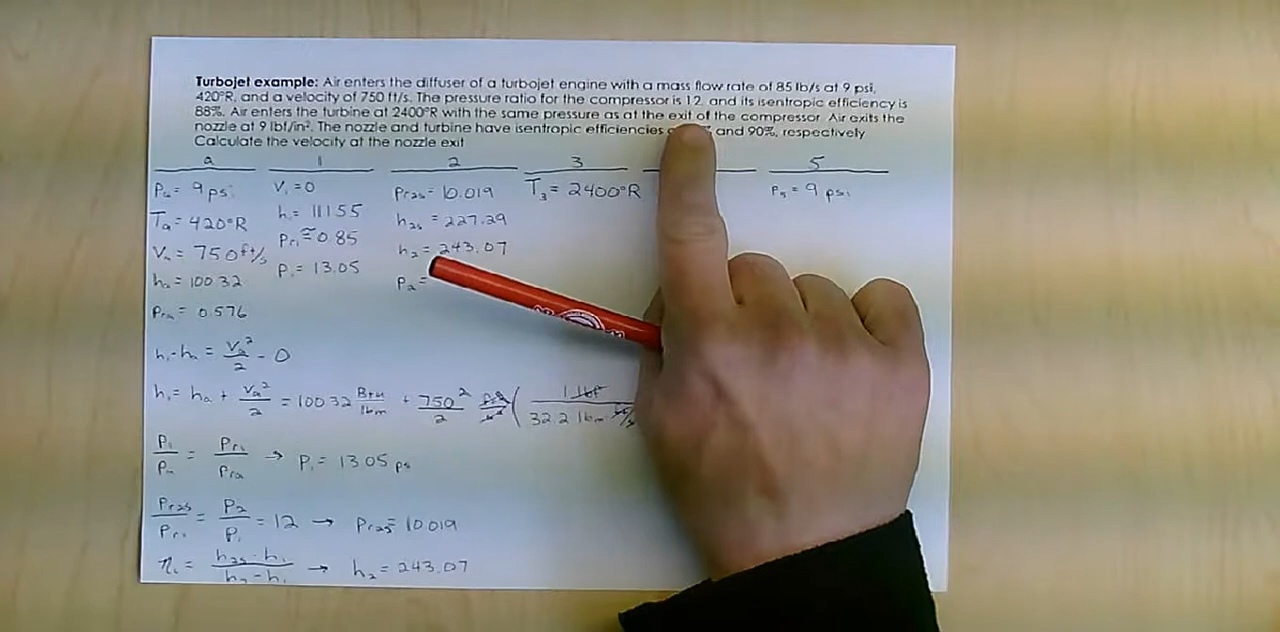 Turbojet example: Air enters the diffuser of a turbojet engine with a mass flow rate of 85 lb/s at 9 psi,
420°R, and a velocity of 750 ft/s. The pressure ratio for the compressor is 12, and its isentropic efficiency is
88%. Air enters the turbine at 2400°R with the same pressure as at the exit of the compressor. Air exits the
nozzle at 9 lbf/in². The nozzle and turbine have isentropic efficiencies and 90%, respectively
Calculate the velocity at the nozzle exit
a 1 2 3 5
Pa = 9 psi V₁ = 0 Pr2s = 10.019 T₃ = 2400°R P₅ = 9 psi
Ta = 420°R h₁ = 111.55 h2s = 227.29
Va = 750 ft/s Pr1 ≅ 0.85 h₂ = 243.07
ha = 100.32 P₁ = 13.05 P₂ =
Pra = 0.576
h₁-ha = Va²/2 - 0
h₁ = ha + Va²/2 = 100.32 Btu/lbm + 750²/2 ( 1 lbf / 32.2 lbm
P₁/Pa = Pr1/Pra → P₁ = 13.05 psi
Pr2s/Pr1 = P₂/P₁ = 12 → Pr2s = 10.019
ηc = h2s-h₁/h₂-h₁ → h₂ = 243.07